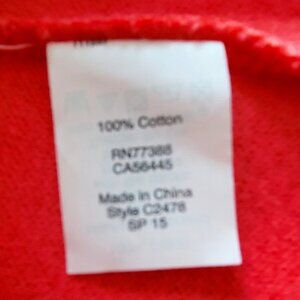 100% Cotton
RN77388
CA56445
Made in China
Style C2478
SP 15